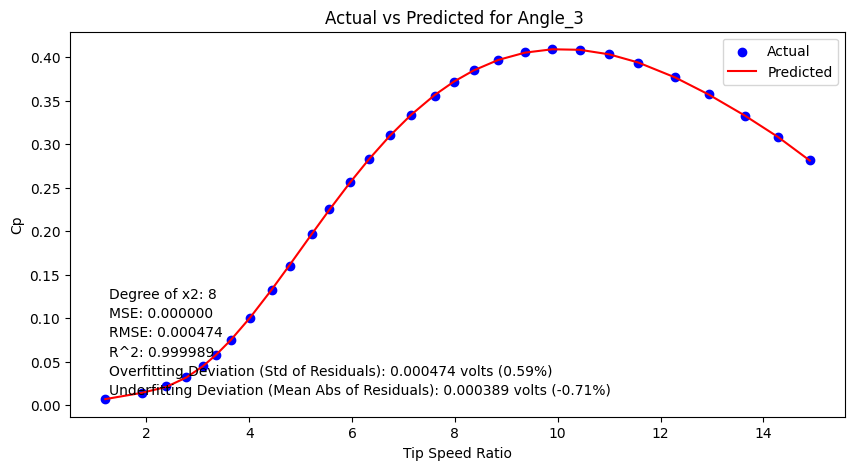 Actual vs Predicted for Angle_3
Actual
Predicted
0.40
0.35
0.30
0.25
0.20
0.15
0.10
0.05
0.00
Cp
Degree of x2: 8
MSE: 0.000000
RMSE: 0.000474
R^2: 0.999989
Overfitting Deviation (Std of Residuals): 0.000474 volts (0.59%)
Underfitting Deviation (Mean Abs of Residuals): 0.000389 volts (-0.71%)
2 4 6 8 10 12 14
Tip Speed Ratio